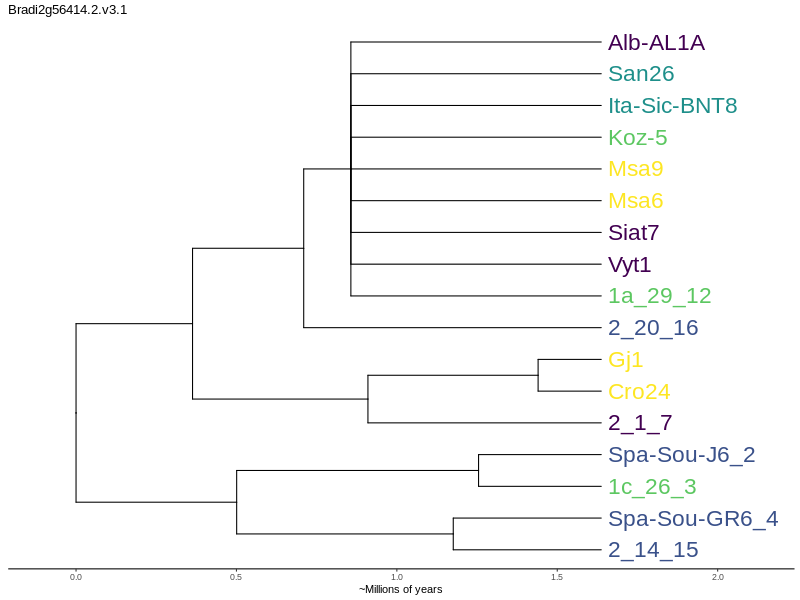 Bradi2g56414.2.v3.1
Alb-AL1A
San26
Ita-Sic-BNT8
Koz-5
Msa9
Msa6
Siat7
Vyt1
1a_29_12
2_20_16
Gj1
Cro24
2_1_7
Spa-Sou-J6_2
1c_26_3
Spa-Sou-GR6_4
2_14_15
0.0 0.5 1.0 1.5 2.0
~Millions of years